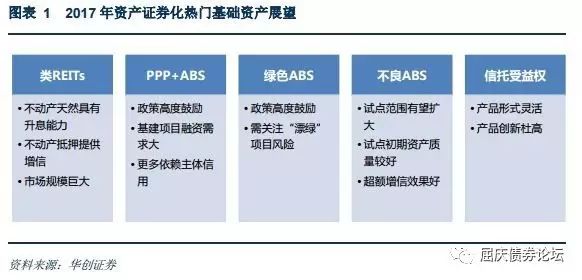 图表 1 2017 年资产证券化热门基础资产展望
类REITs
•不动产天然具有
升息能力
•不动产抵押提供
增信
•市场规模巨大
PPP+ABS
•政策高度鼓励
•基建项目融资需
求大
•更多依赖主体信
用
绿色ABS
•政策高度鼓励
•需关注“漂绿”
项目风险
不良ABS
•试点范围有望扩
大
•试点初期资产质
量较好
•超额增信效果好
信托受益权
•产品形式灵活
•产品创新杜高
资料来源：华创证券
屈庆债券论坛